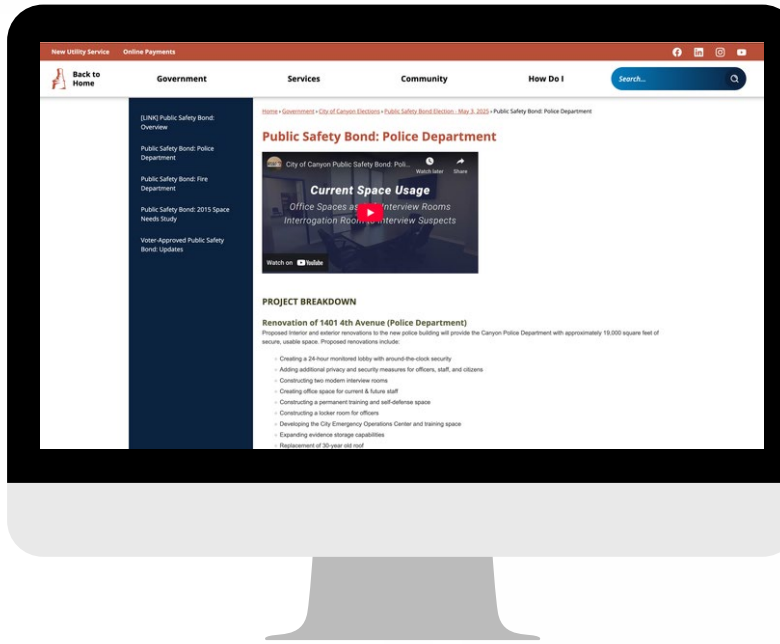 New Utility Service Online Payments
Back to
Home
Government Services Community How Do I Search...
[LINK] Public Safety Bond:
Overview
Public Safety Bond: Police
Department
Public Safety Bond: Fire
Department
Public Safety Bond: 2015 Space
Needs Study
Voter-Approved Public Safety
Bond: Updates
Home › Government › City of Canyon Elections › Public Safety Bond Election - May 3, 2025 › Public Safety Bond: Police Department
Public Safety Bond: Police Department
City of Canyon Public Safety Bond: Poli...
Watch later Share
Current Space Usage
Office Spaces as Interview Rooms
Interrogation Room Interview Suspects
Watch on YouTube
PROJECT BREAKDOWN
Renovation of 1401 4th Avenue (Police Department)
Proposed interior and exterior renovations to the new police building will provide the Canyon Police Department with approximately 19,000 square feet of
secure, usable space. Proposed renovations include:
Creating a 24-hour monitored lobby with around-the-clock security
Adding additional privacy and security measures for officers, staff, and citizens
Constructing two modern interview rooms
Creating office space for current & future staff
Constructing a permanent training and self-defense space
Constructing a locker room for officers
Developing the City Emergency Operations Center and training space
Expanding evidence storage capabilities
Replacement of 30-year old roof